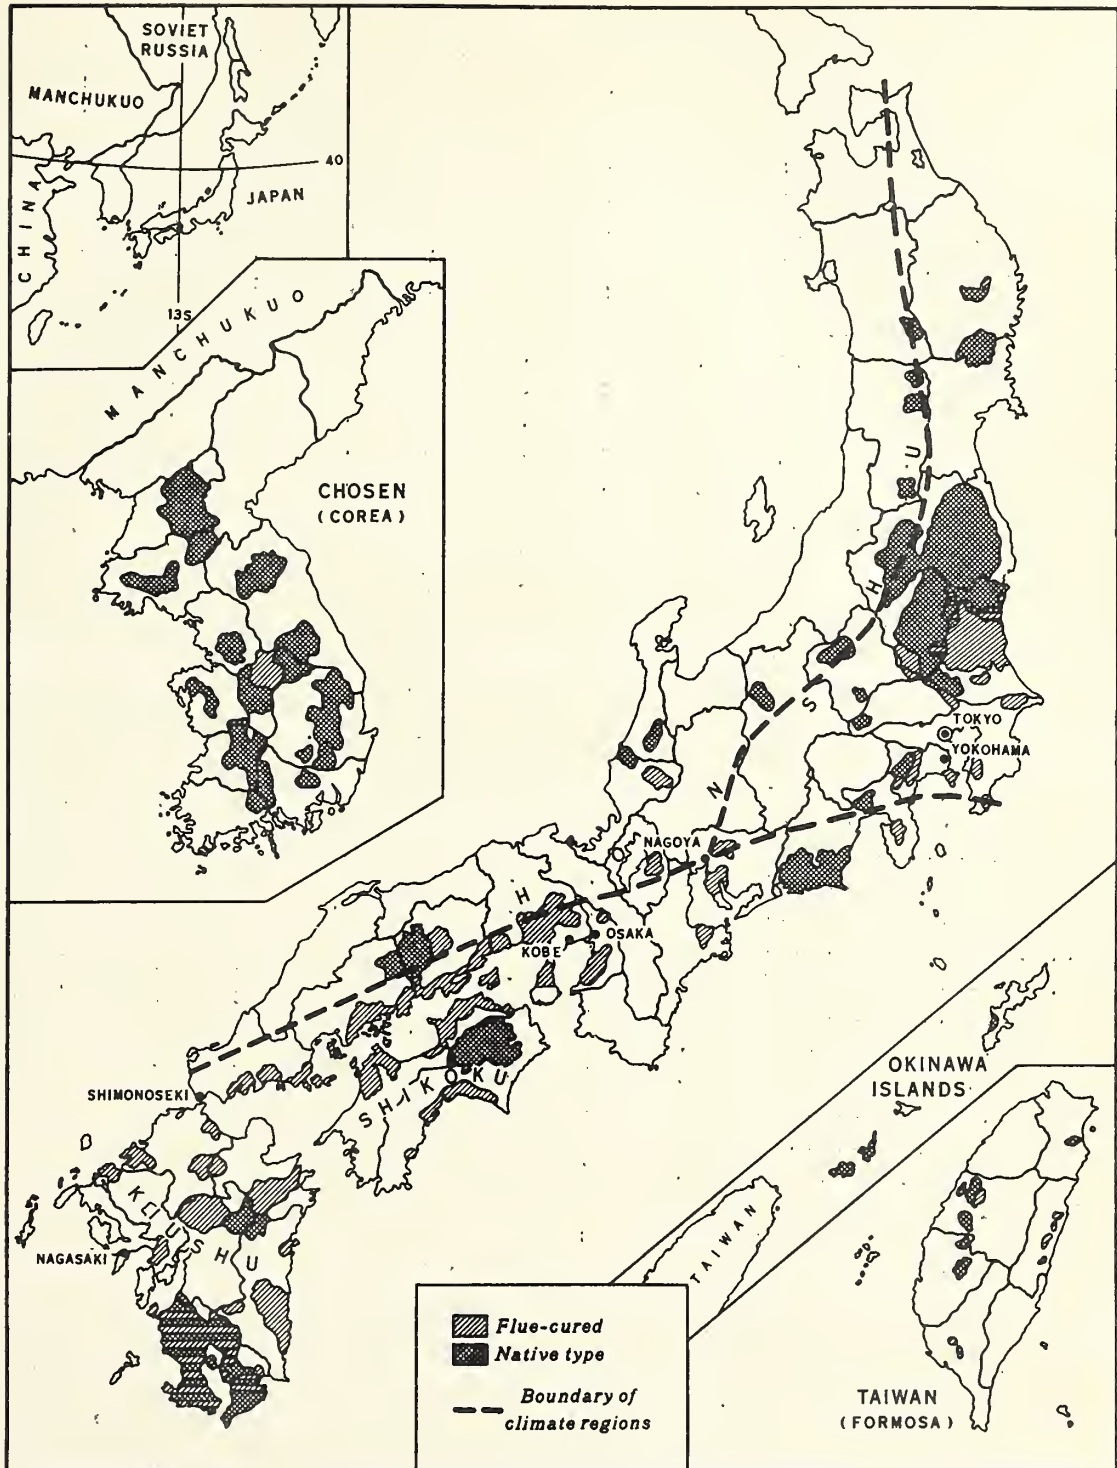 SOVIET
RUSSIA
MANCHUKUO
40
JAPAN
CHINA
135
MANCHUKUO
CHOSEN
(COREA)
HONSHU
TOKYO
YOKOHAMA
NAGOYA
OSAKA
KOBE
SHIKOKU
SHIMONOSEKI
KIUSHU
NAGASAKI
OKINAWA
ISLANDS
TAIWAN
Flue-cured
Native type
Boundary of
climate regions
TAIWAN
(FORMOSA)